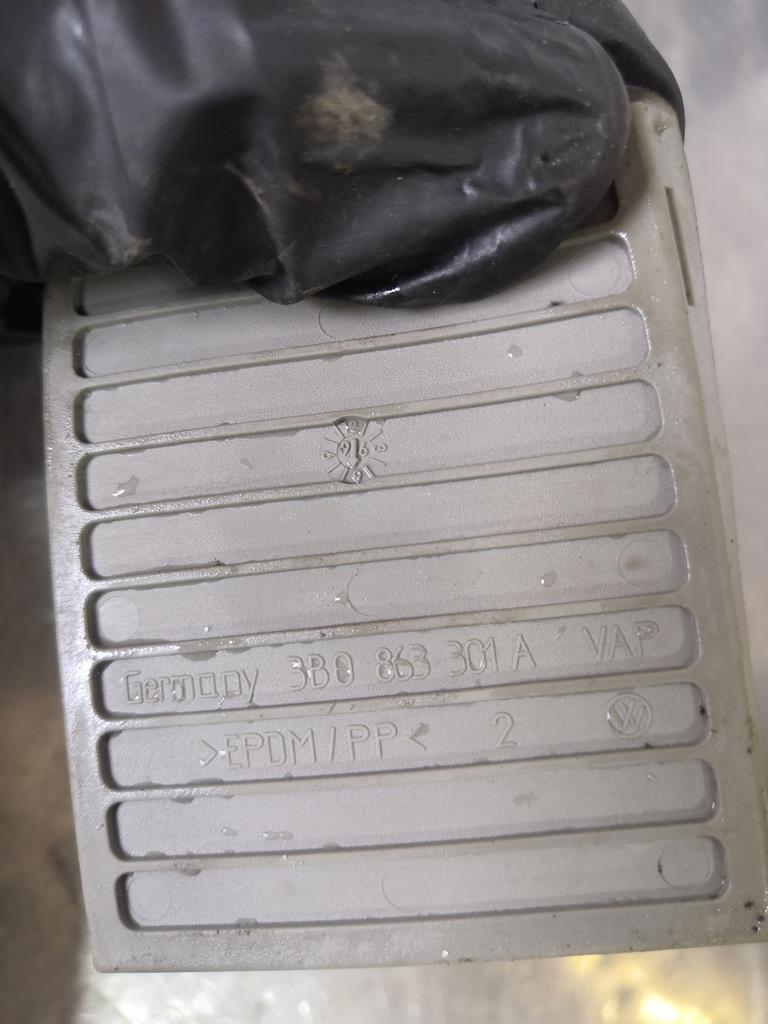 Germany 3B0 863 301 A VAP
>EPDM/PP< 2